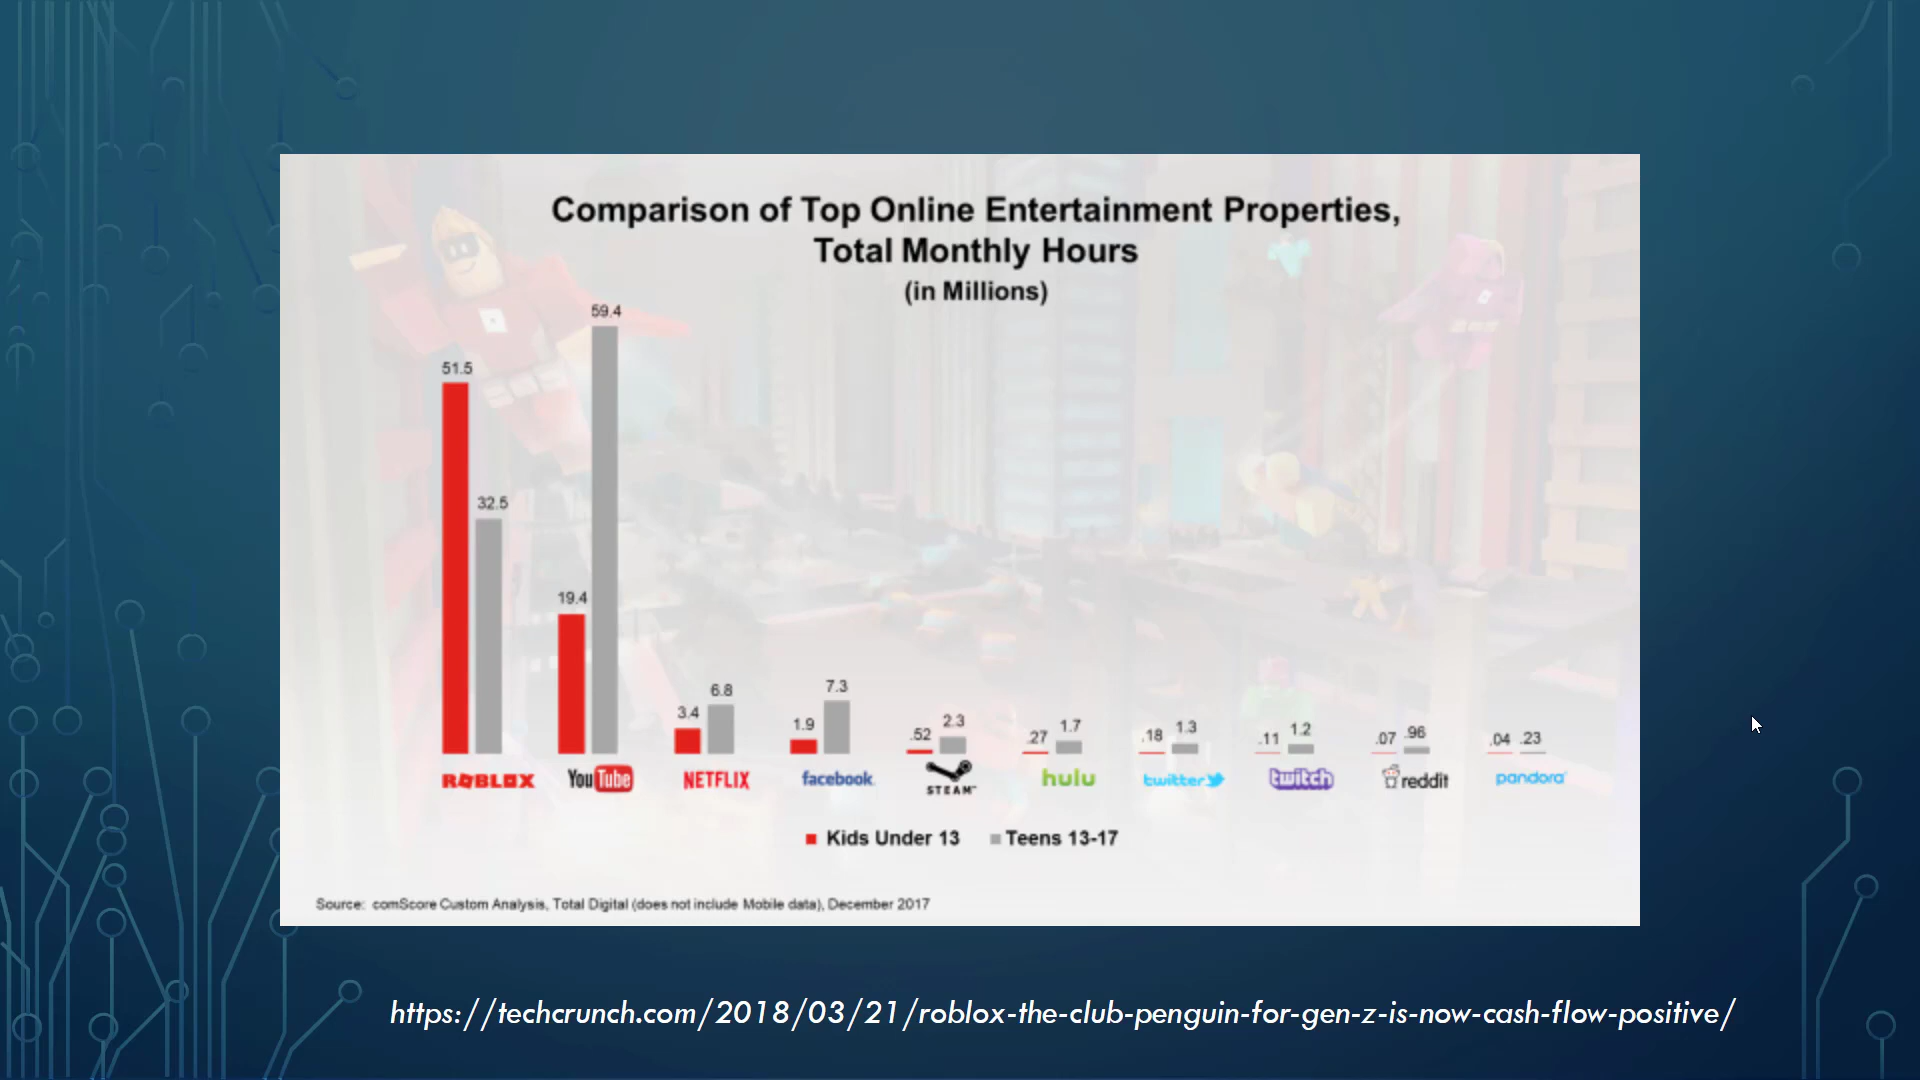 Comparison of Top Online Entertainment Properties,
Total Monthly Hours
(in Millions)
51.5
32.5
19.4
59.4
3.4
6.8
1.9
7.3
.52
2.3
.27
1.7
.18
1.3
.11
1.2
.07
.96
.04
.23
ROBLOX
YouTube
NETFLIX
facebook
STEAM™
hulu
twitter
twitch
reddit
pandora
Kids Under 13
Teens 13-17
Source: comScore Custom Analysis, Total Digital (does not include Mobile data), December 2017
https://techcrunch.com/2018/03/21/roblox-the-club-penguin-for-gen-z-is-now-cash-flow-positive/